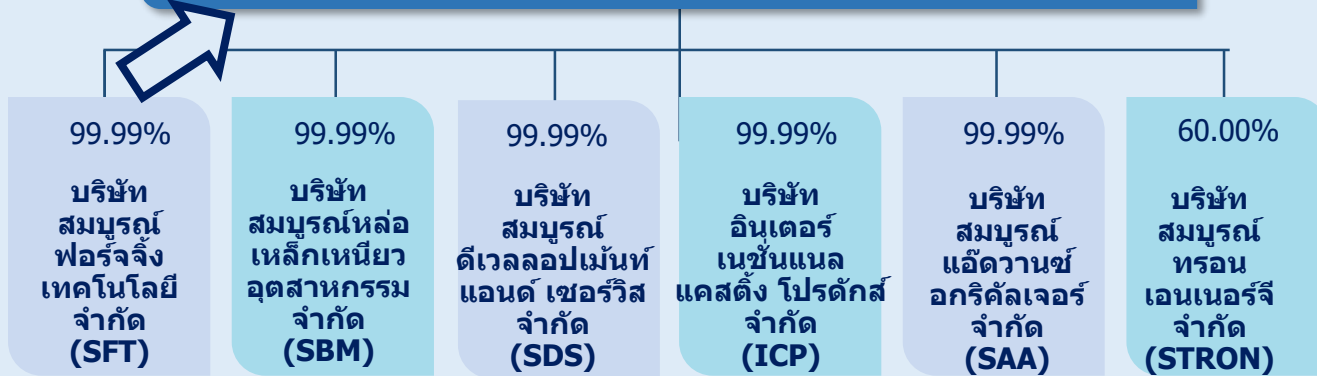 99.99%
บริษัท
สมบูรณ์
ฟอร์จจิ้ง
เทคโนโลยี
จำกัด
(SFT)
99.99%
บริษัท
สมบูรณ์หล่อ
เหล็กเหนียว
อุตสาหกรรม
จำกัด
(SBM)
99.99%
บริษัท
สมบูรณ์
ดีเวลลอปเม้นท์
แอนด์ เซอร์วิส
จำกัด
(SDS)
99.99%
บริษัท
อินเตอร์
เนชั่นแนล
แคสติ้ง โปรดักส์
จำกัด
(ICP)
99.99%
บริษัท
สมบูรณ์
แอ๊ดวานซ์
อกริคัลเจอร์
จำกัด
(SAA)
60.00%
บริษัท
สมบูรณ์
ทรอน
เอนเนอร์จี
จำกัด
(STRON)